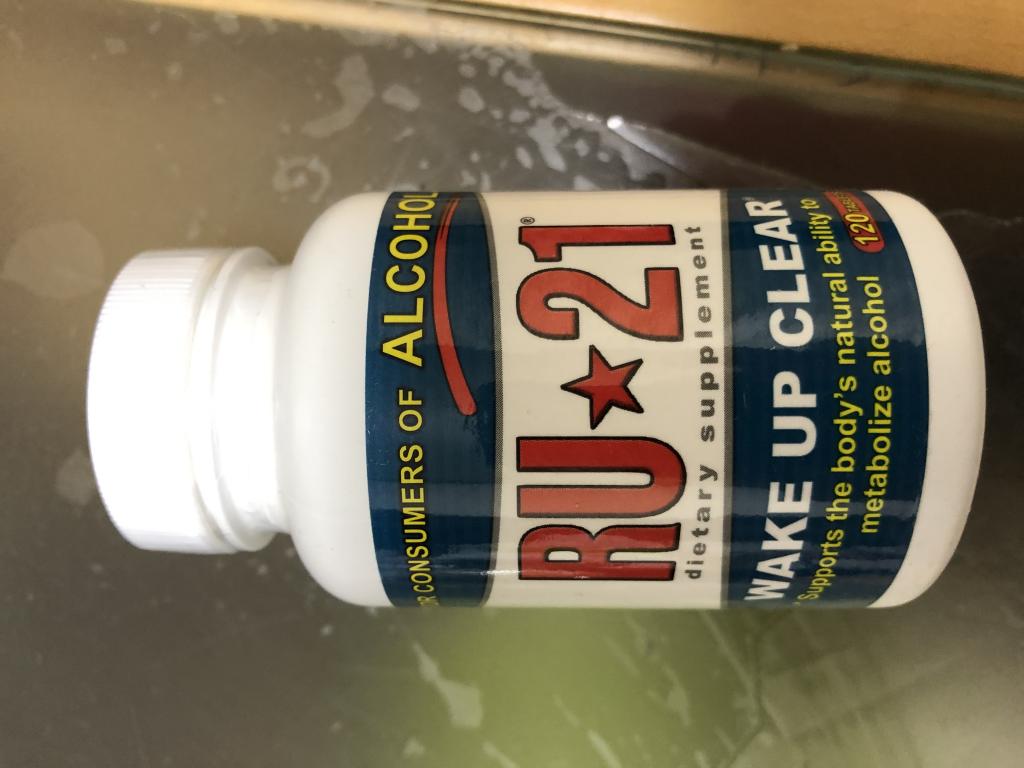 CONSUMERS OF ALCOHOL
RU★21®
dietary supplement
WAKE UP CLEAR
Supports the body's natural ability to
metabolize alcohol
120 TABLETS